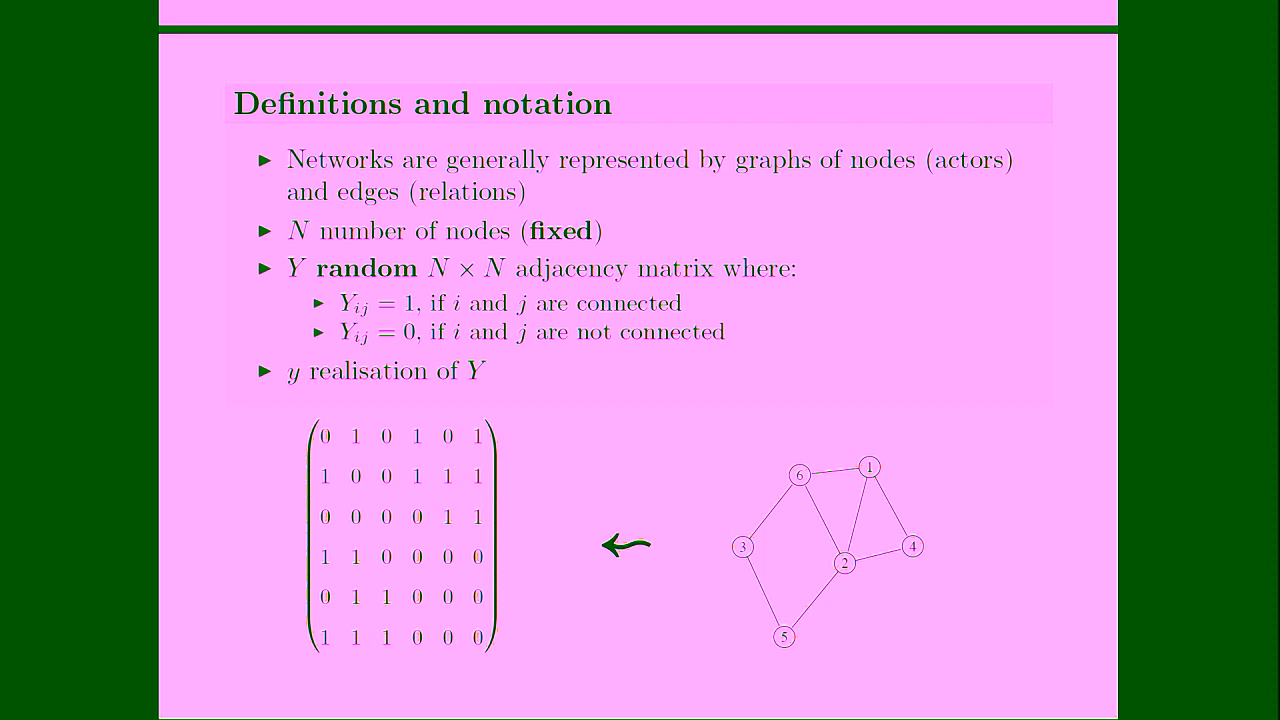 Definitions and notation
▶ Networks are generally represented by graphs of nodes (actors)
and edges (relations)
▶ N number of nodes (fixed)
▶ Y random N × N adjacency matrix where:
▶ Y_{ij} = 1, if i and j are connected
▶ Y_{ij} = 0, if i and j are not connected
▶ y realisation of Y
0 1 0 1 0 1
1 0 0 1 1 1
0 0 0 0 1 1
1 1 0 0 0 0
0 1 1 0 0 0
1 1 1 0 0 0
←
1
6
3
4
2
5